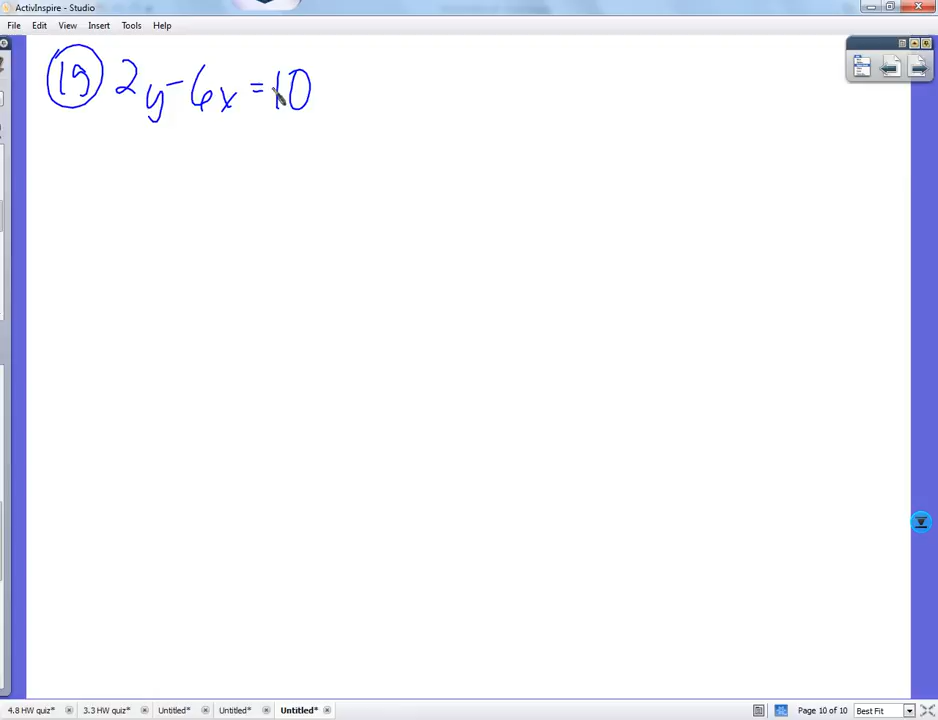 ActivInspire - Studio
File Edit View Insert Tools Help
19 2y-6x=10
4.8 HW quiz* 3.3 HW quiz* Untitled* Untitled* Untitled* Page 10 of 10 Best Fit